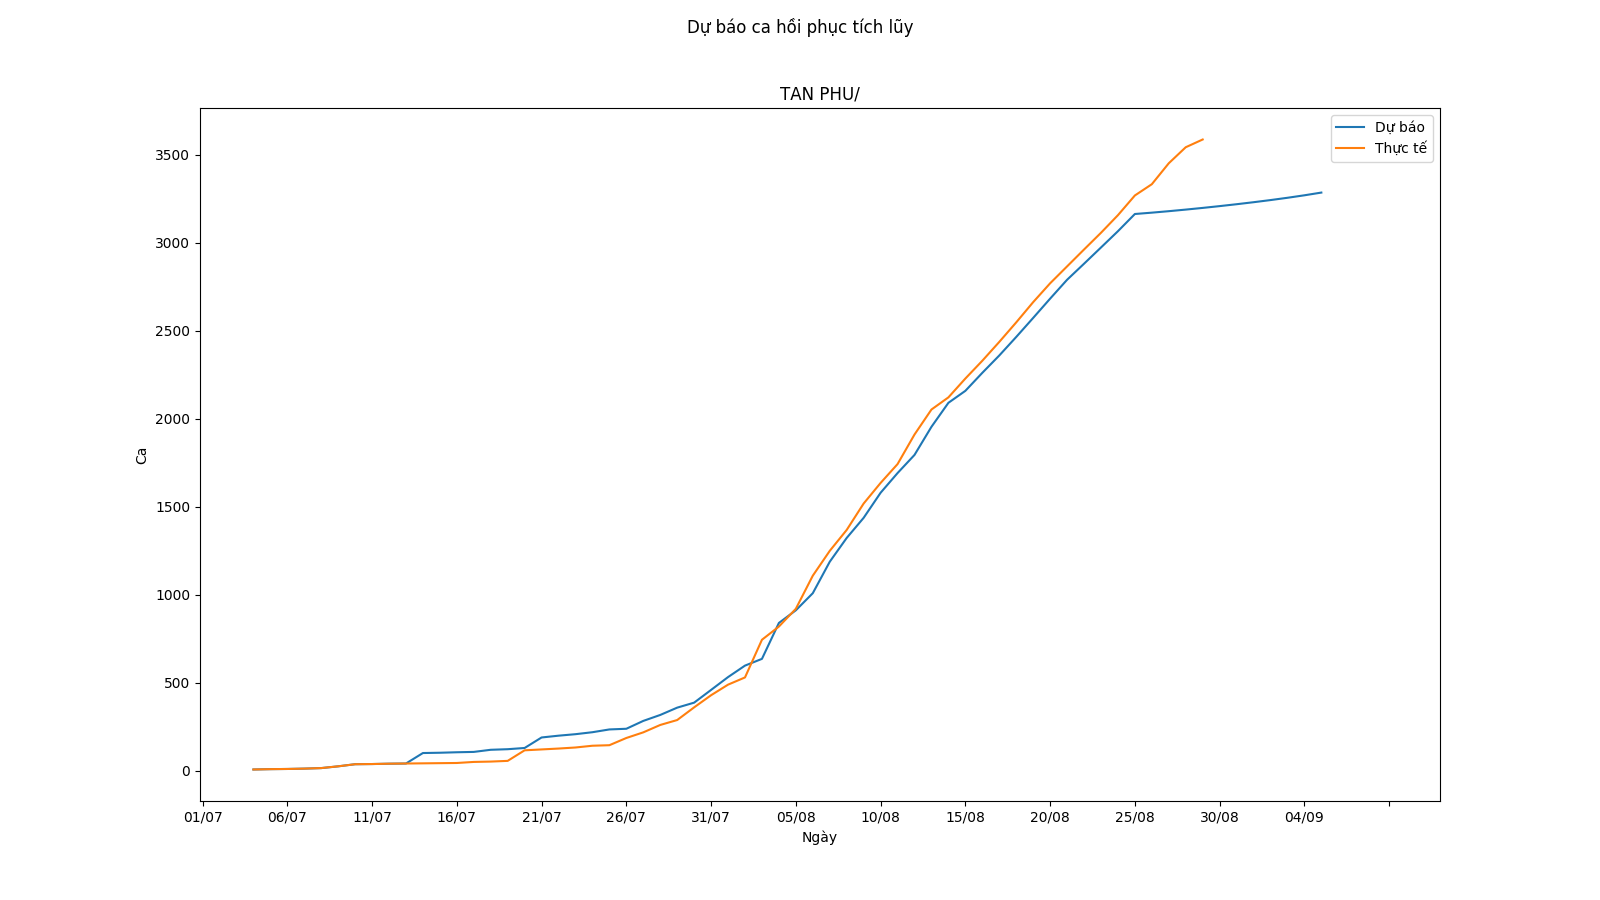 Dự báo ca hồi phục tích lũy
TAN PHU/
Dự báo
Thực tế
3500
3000
2500
2000
1500
1000
500
0
Ca
01/07 06/07 11/07 16/07 21/07 26/07 31/07 05/08 10/08 15/08 20/08 25/08 30/08 04/09
Ngày